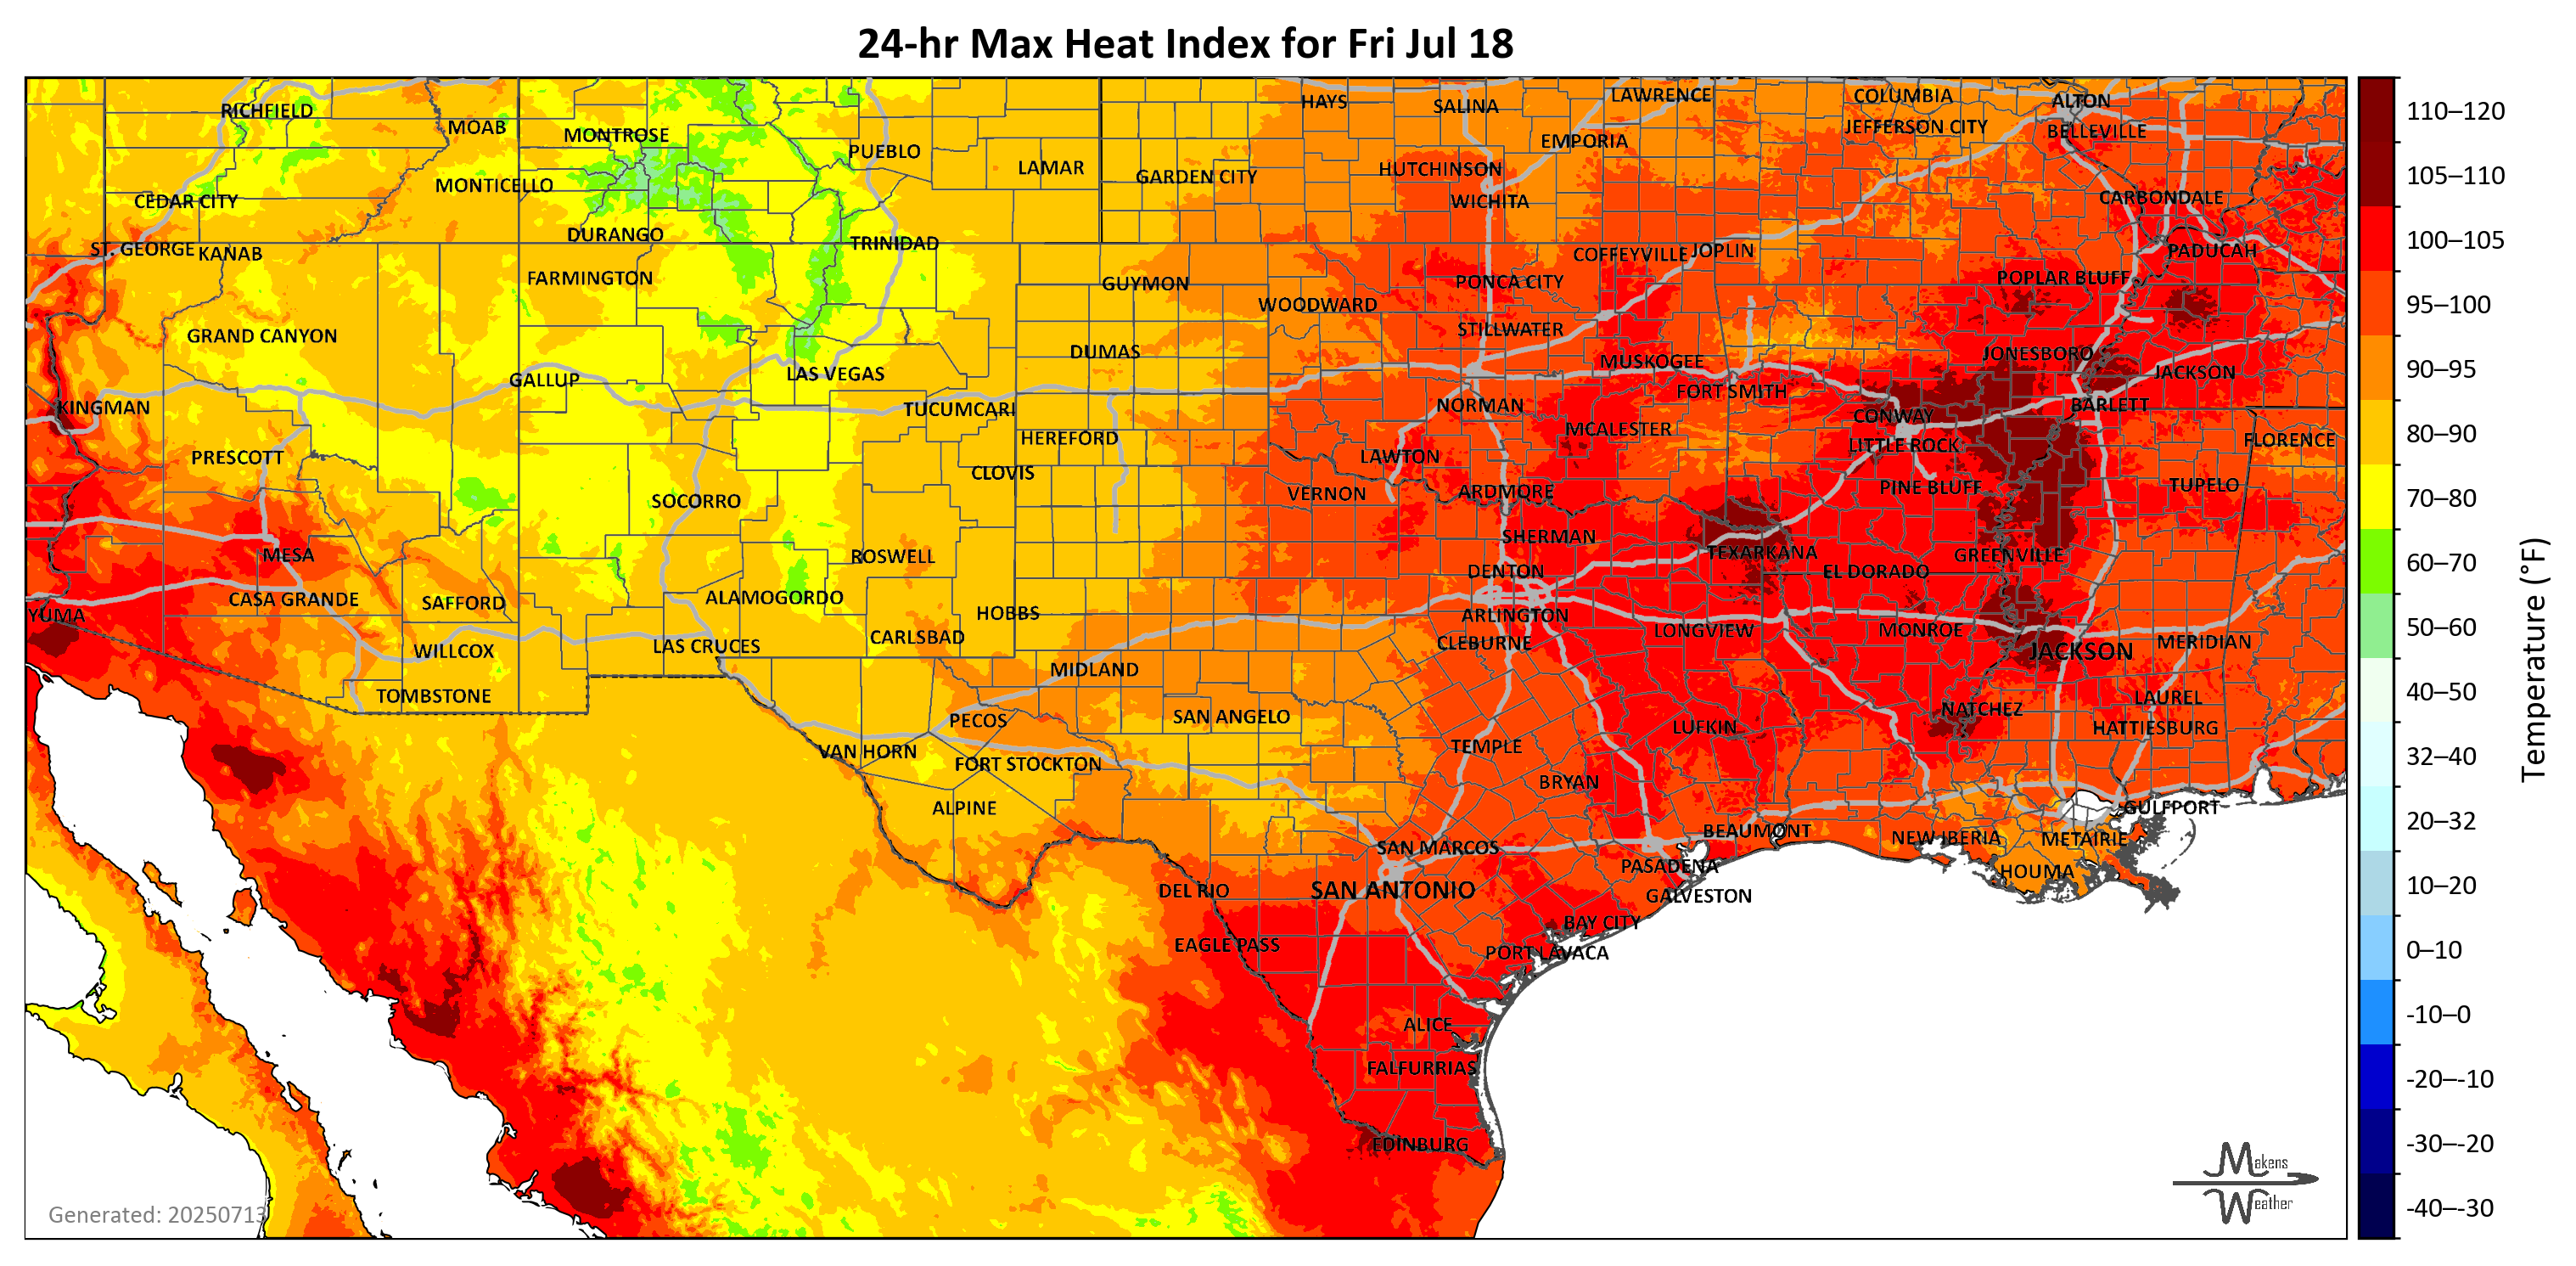 24-hr Max Heat Index for Fri Jul 18
RICHFIELD
MOAB
MONTROSE
PUEBLO
LAMAR
GARDEN CITY
HAYS
SALINA
LAWRENCE
EMPORIA
COLUMBIA
JEFFERSON CITY
ALTON
BELLEVILLE
MONTICELLO
CEDAR CITY
HUTCHINSON
WICHITA
CARBONDALE
ST. GEORGE
KANAB
DURANGO
TRINIDAD
COFFEYVILLE
JOPLIN
PADUCAH
FARMINGTON
GUYMON
WOODWARD
PONCA CITY
POPLAR BLUFF
GRAND CANYON
DUMAS
STILLWATER
MUSKOGEE
JONESBORO
JACKSON
GALLUP
LAS VEGAS
FORT SMITH
KINGMAN
TUCUMCARI
NORMAN
CONWAY
BARLETT
HEREFORD
MCALESTER
LITTLE ROCK
FLORENCE
PRESCOTT
CLOVIS
LAWTON
SOCORRO
VERNON
ARDMORE
PINE BLUFF
TUPELO
SHERMAN
MESA
ROSWELL
TEXARKANA
GREENVILLE
DENTON
EL DORADO
CASA GRANDE
SAFFORD
ALAMOGORDO
HOBBS
YUMA
ARLINGTON
WILLCOX
LAS CRUCES
CARLSBAD
CLEBURNE
LONGVIEW
MONROE
JACKSON
MERIDIAN
MIDLAND
TOMBSTONE
PECOS
SAN ANGELO
LUFKIN
NATCHEZ
LAUREL
HATTIESBURG
VAN HORN
FORT STOCKTON
TEMPLE
BRYAN
ALPINE
GULFPORT
BEAUMONT
NEW IBERIA
METAIRIE
SAN MARCOS
PASADENA
HOUMA
DEL RIO
SAN ANTONIO
GALVESTON
EAGLE PASS
BAY CITY
PORT LAVACA
ALICE
FALFURRIAS
EDINBURG
Generated: 20250713
Makens
Weather
110–120
105–110
100–105
95–100
90–95
80–90
70–80
60–70
50–60
40–50
32–40
20–32
10–20
0–10
-10–0
-20–-10
-30–-20
-40–-30
Temperature (°F)